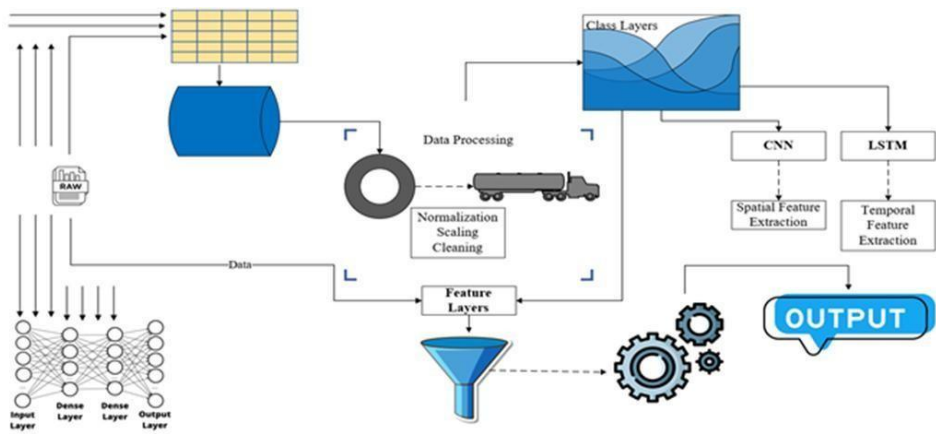 Class Layers
Data Processing
CNN
LSTM
RAW
Normalization
Scaling
Cleaning
Spatial Feature
Extraction
Temporal
Feature
Extraction
Data
Feature
Layers
OUTPUT
Input
Layer
Dense
Layer
Dense
Layer
Output
Layer